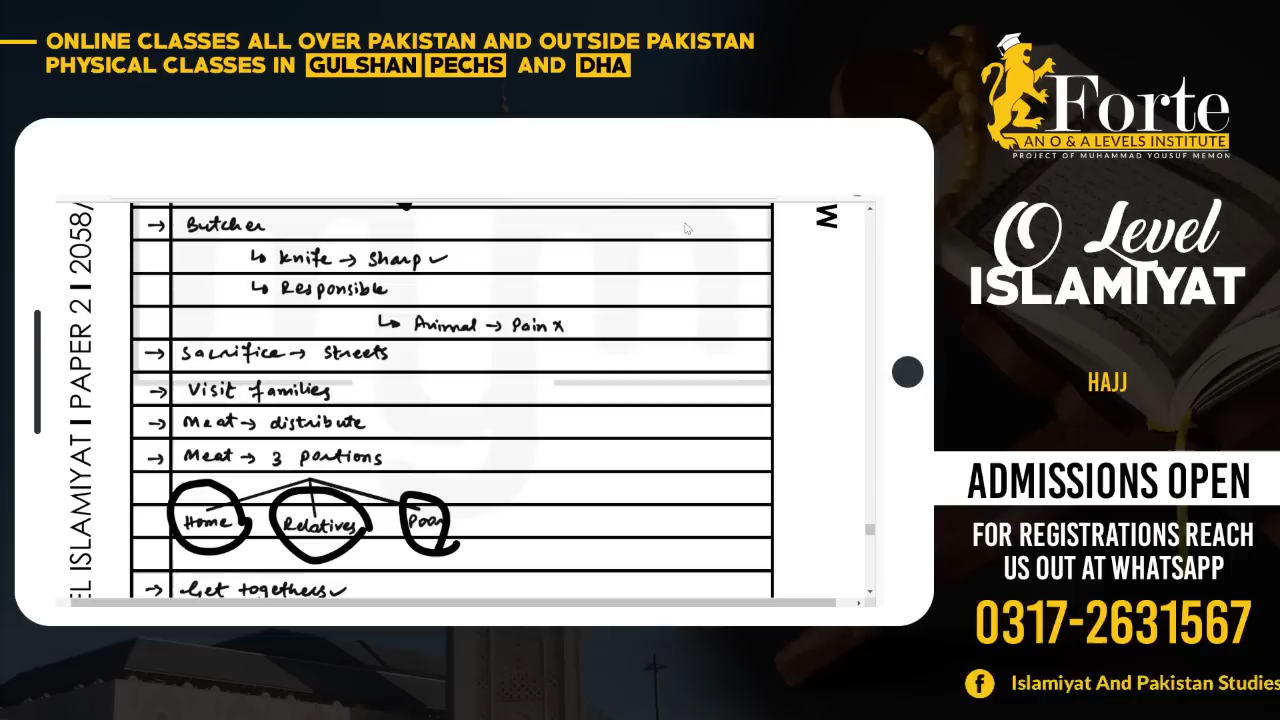 ONLINE CLASSES ALL OVER PAKISTAN AND OUTSIDE PAKISTAN
PHYSICAL CLASSES IN GULSHAN PECHS AND DHA
Forte
AN O & A LEVELS INSTITUTE
PROJECT OF MUHAMMAD YOUSUF MEMON
O Level
ISLAMIYAT
HAJJ
ADMISSIONS OPEN
FOR REGISTRATIONS REACH
US OUT AT WHATSAPP
0317-2631567
f Islamiyat And Pakistan Studies
EL ISLAMIYAT I PAPER 2 I 2058/
W
→ Butcher
↳ Knife → Sharp ✓
↳ Responsible
↳ Animal → Pain x
→ Sacrifice → Streets
→ Visit families
→ Meat → distribute
→ Meat → 3 portions
Home Relatives Poor
→ Get togethers ✓